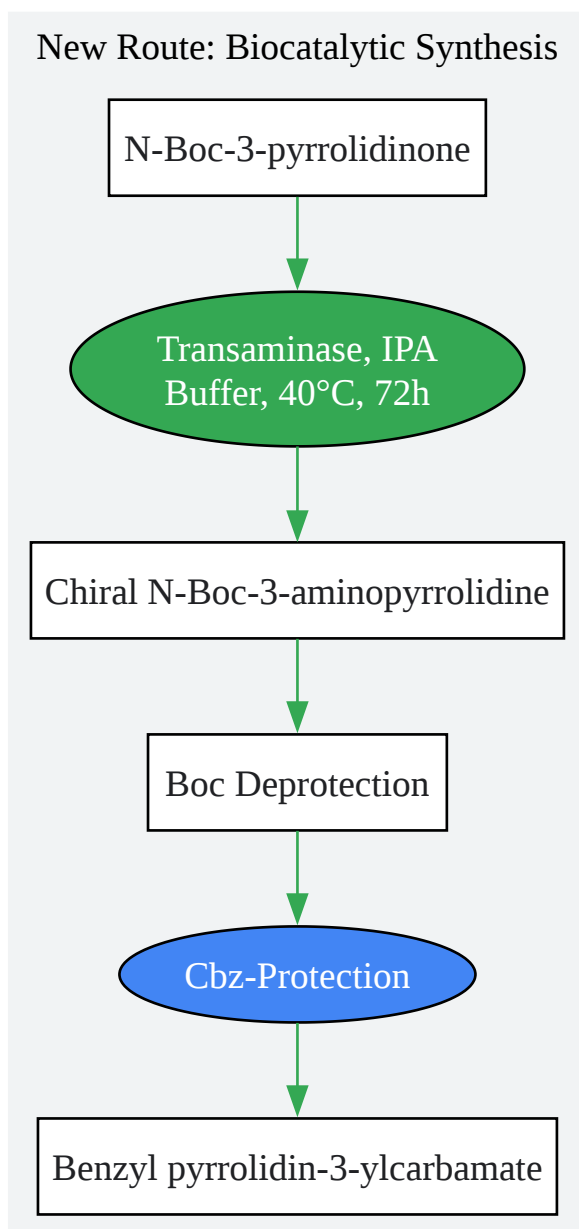 New Route: Biocatalytic Synthesis
N-Boc-3-pyrrolidinone
Transaminase, IPA
Buffer, 40°C, 72h
Chiral N-Boc-3-aminopyrrolidine
Boc Deprotection
Cbz-Protection
Benzyl pyrrolidin-3-ylcarbamate